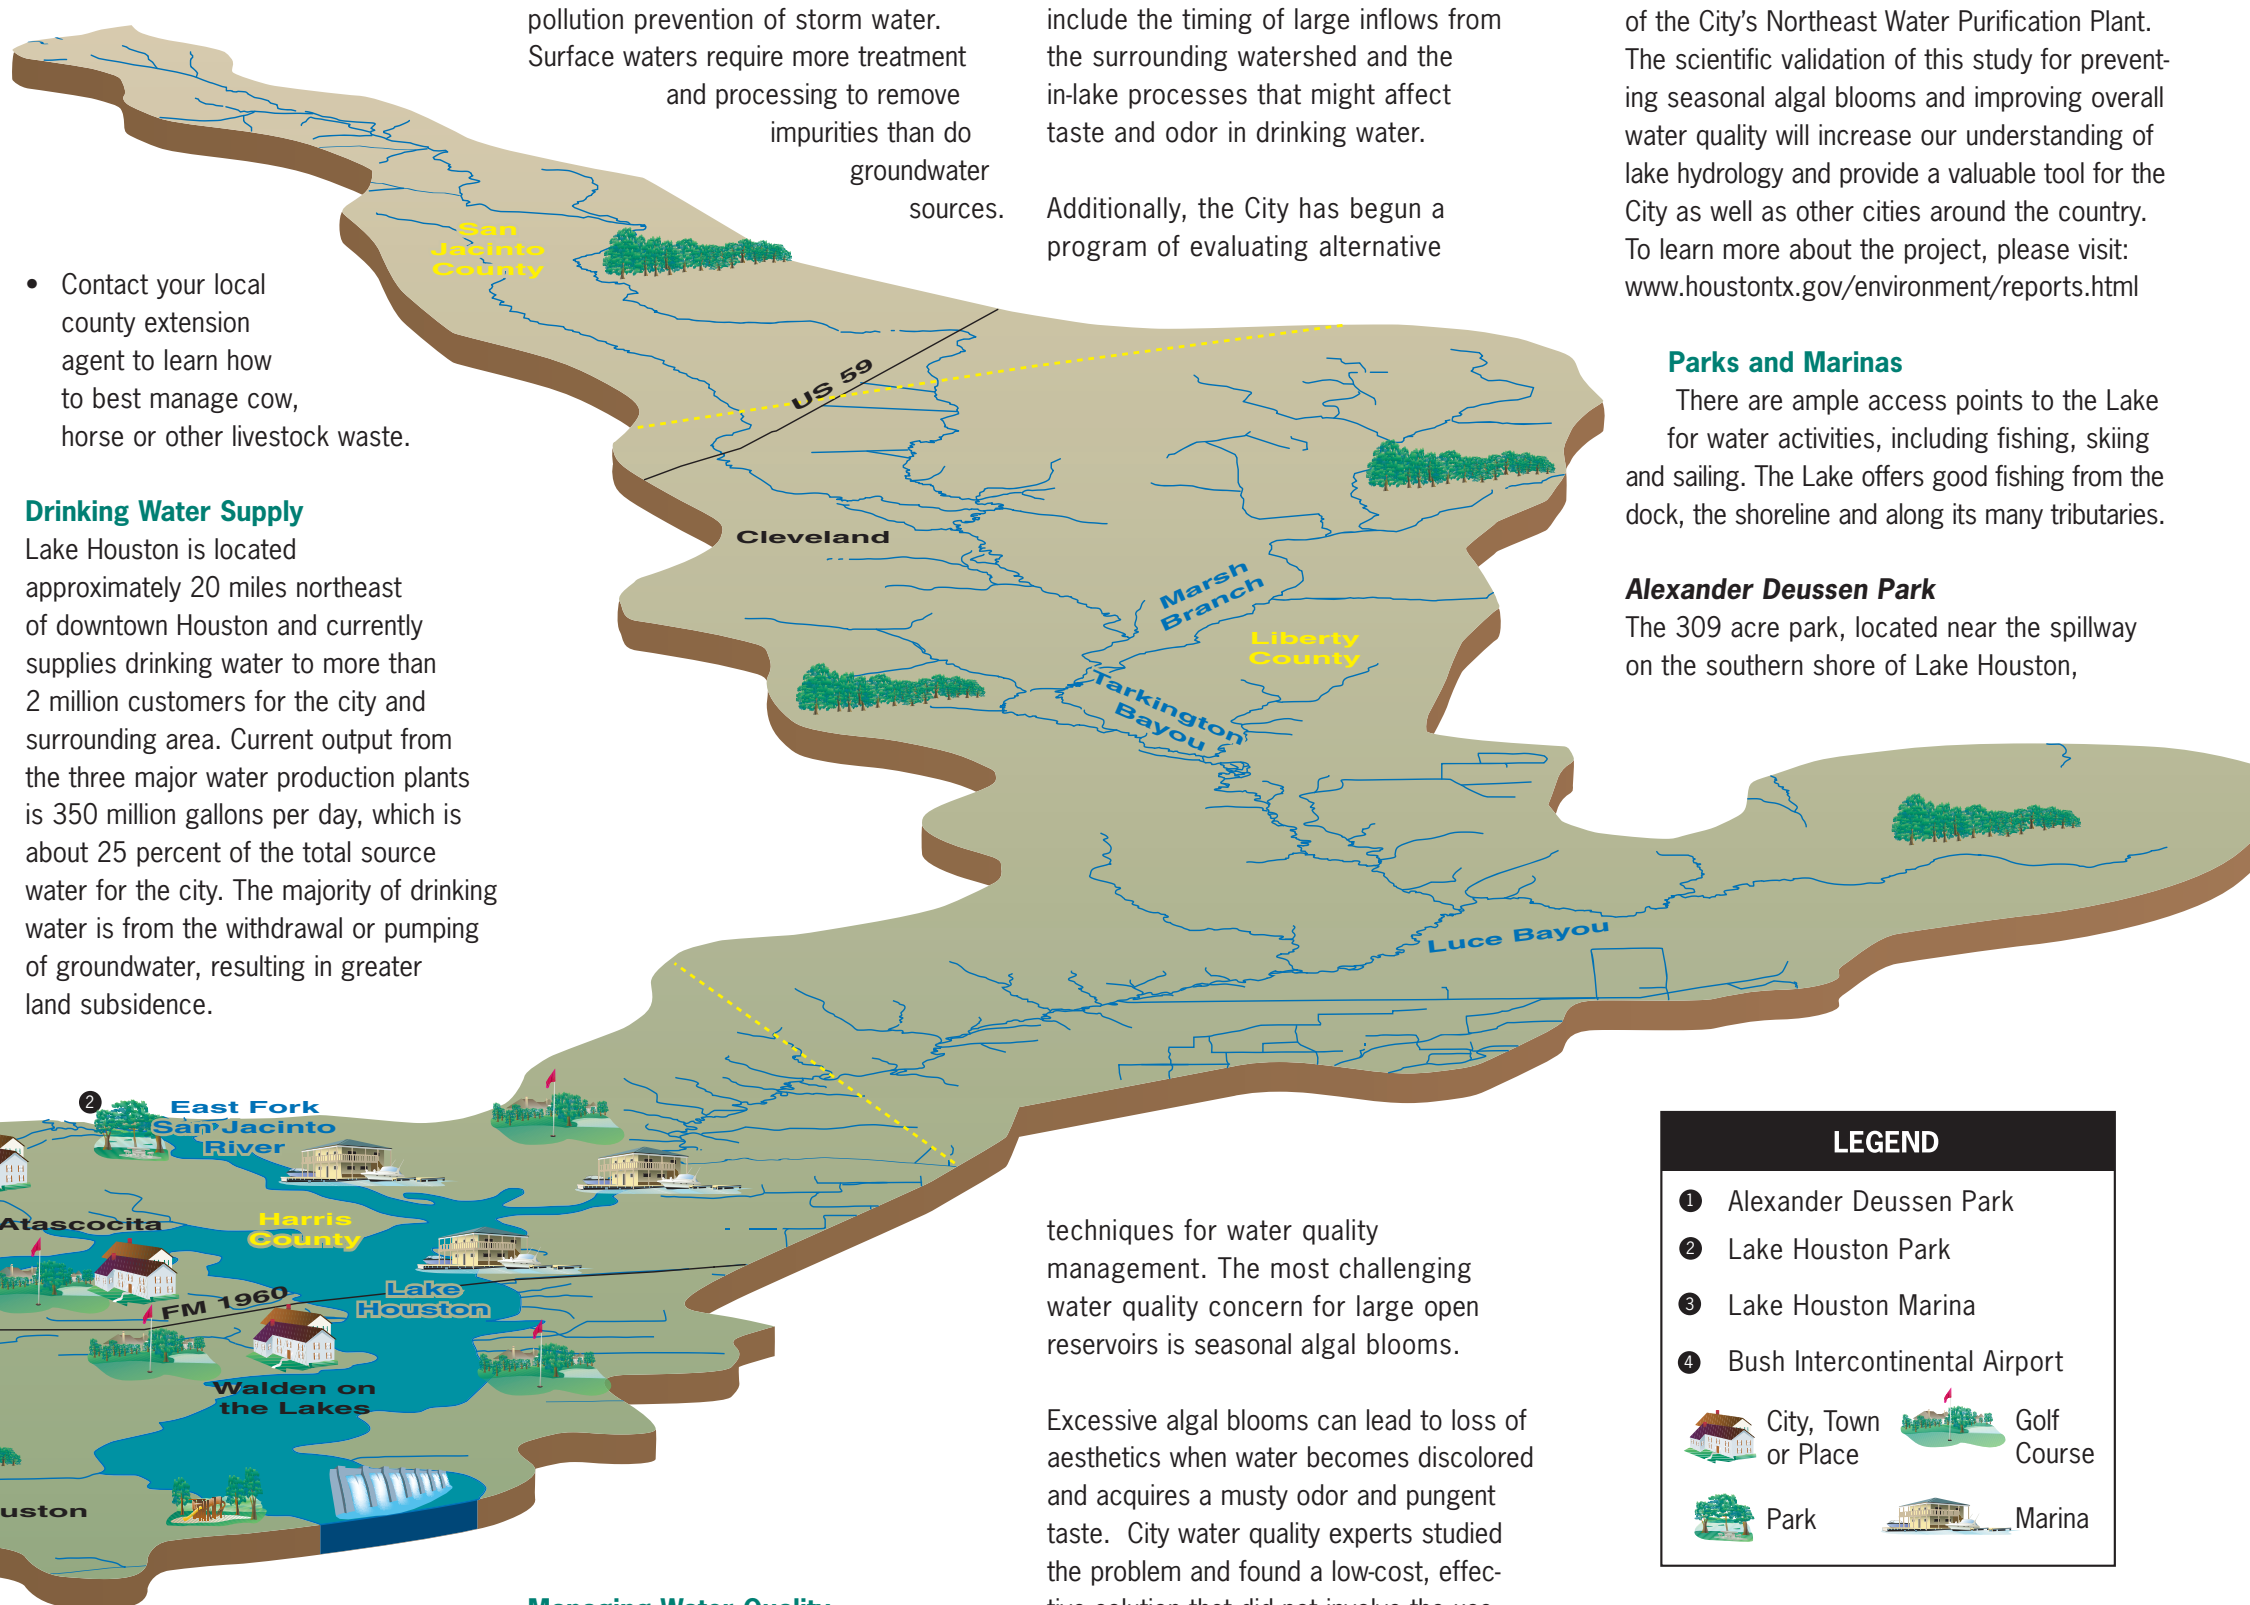 • Contact your local
county extension
agent to learn how
to best manage cow,
horse or other livestock waste.
Drinking Water Supply
Lake Houston is located
approximately 20 miles northeast
of downtown Houston and currently
supplies drinking water to more than
2 million customers for the city and
surrounding area. Current output from
the three major water production plants
is 350 million gallons per day, which is
about 25 percent of the total source
water for the city. The majority of drinking
water is from the withdrawal or pumping
of groundwater, resulting in greater
land subsidence.
pollution prevention of storm water.
Surface waters require more treatment
and processing to remove
impurities than do
groundwater
sources.
Managing Water Quality
include the timing of large inflows from
the surrounding watershed and the
in-lake processes that might affect
taste and odor in drinking water.
Additionally, the City has begun a
program of evaluating alternative
techniques for water quality
management. The most challenging
water quality concern for large open
reservoirs is seasonal algal blooms.
Excessive algal blooms can lead to loss of
aesthetics when water becomes discolored
and acquires a musty odor and pungent
taste. City water quality experts studied
the problem and found a low-cost, effec-
tive solution that did not involve the use
of the City's Northeast Water Purification Plant.
The scientific validation of this study for prevent-
ing seasonal algal blooms and improving overall
water quality will increase our understanding of
lake hydrology and provide a valuable tool for the
City as well as other cities around the country.
To learn more about the project, please visit:
www.houstontx.gov/environment/reports.html
Parks and Marinas
There are ample access points to the Lake
for water activities, including fishing, skiing
and sailing. The Lake offers good fishing from the
dock, the shoreline and along its many tributaries.
Alexander Deussen Park
The 309 acre park, located near the spillway
on the southern shore of Lake Houston,
San
Jacinto
County
US 59
Cleveland
Marsh
Branch
Liberty
County
Tarkington
Bayou
Luce Bayou
2
East Fork
San Jacinto
River
Atascocita
Harris
County
FM 1960
Lake
Houston
Walden on
the Lakes
uston
LEGEND
1 Alexander Deussen Park
2 Lake Houston Park
3 Lake Houston Marina
4 Bush Intercontinental Airport
City, Town
or Place
Golf
Course
Park
Marina